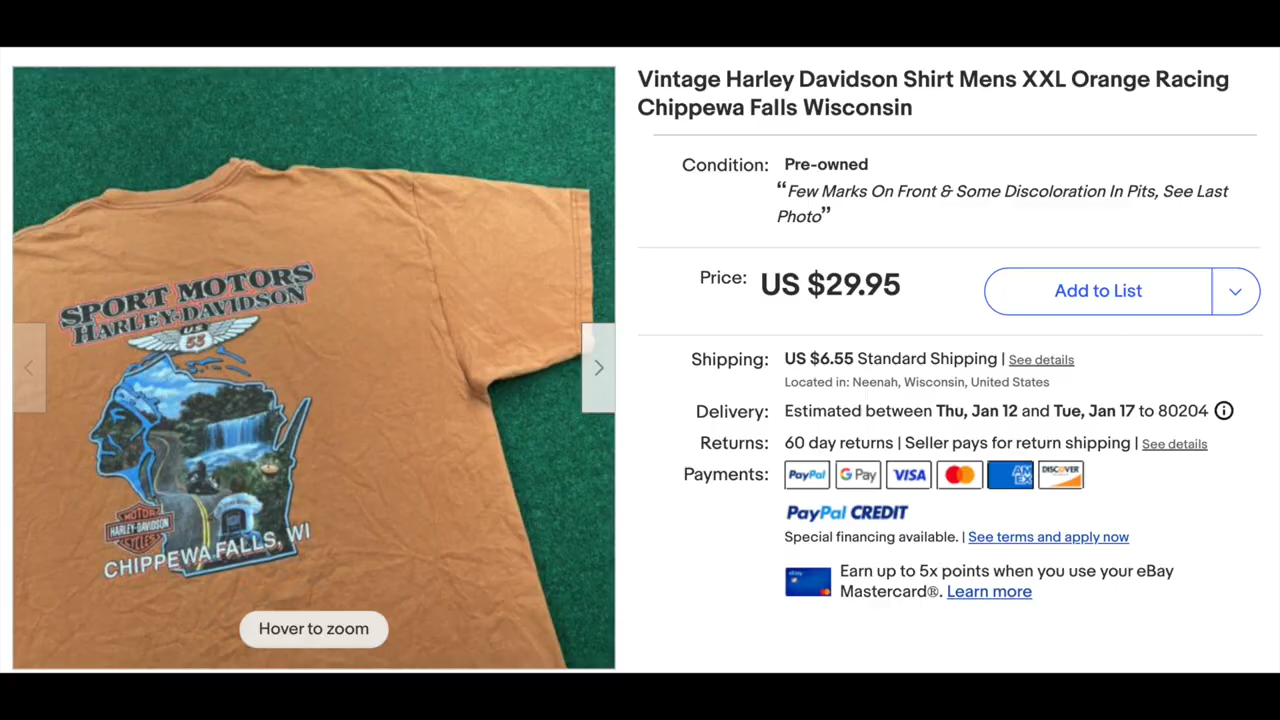 Vintage Harley Davidson Shirt Mens XXL Orange Racing
Chippewa Falls Wisconsin
Condition: Pre-owned
“Few Marks On Front & Some Discoloration In Pits, See Last
Photo”
Price: US $29.95
Add to List
Shipping: US $6.55 Standard Shipping | See details
Located in: Neenah, Wisconsin, United States
Delivery: Estimated between Thu, Jan 12 and Tue, Jan 17 to 80204
Returns: 60 day returns | Seller pays for return shipping | See details
Payments: PayPal G Pay VISA AM EX DISCOVER
PayPal CREDIT
Special financing available. | See terms and apply now
ebay
Earn up to 5x points when you use your eBay
Mastercard®. Learn more
SPORT MOTORS
HARLEY-DAVIDSON
US
53
MOTOR
HARLEY-DAVIDSON
CYCLES
CHIPPEWA FALLS, WI
Hover to zoom